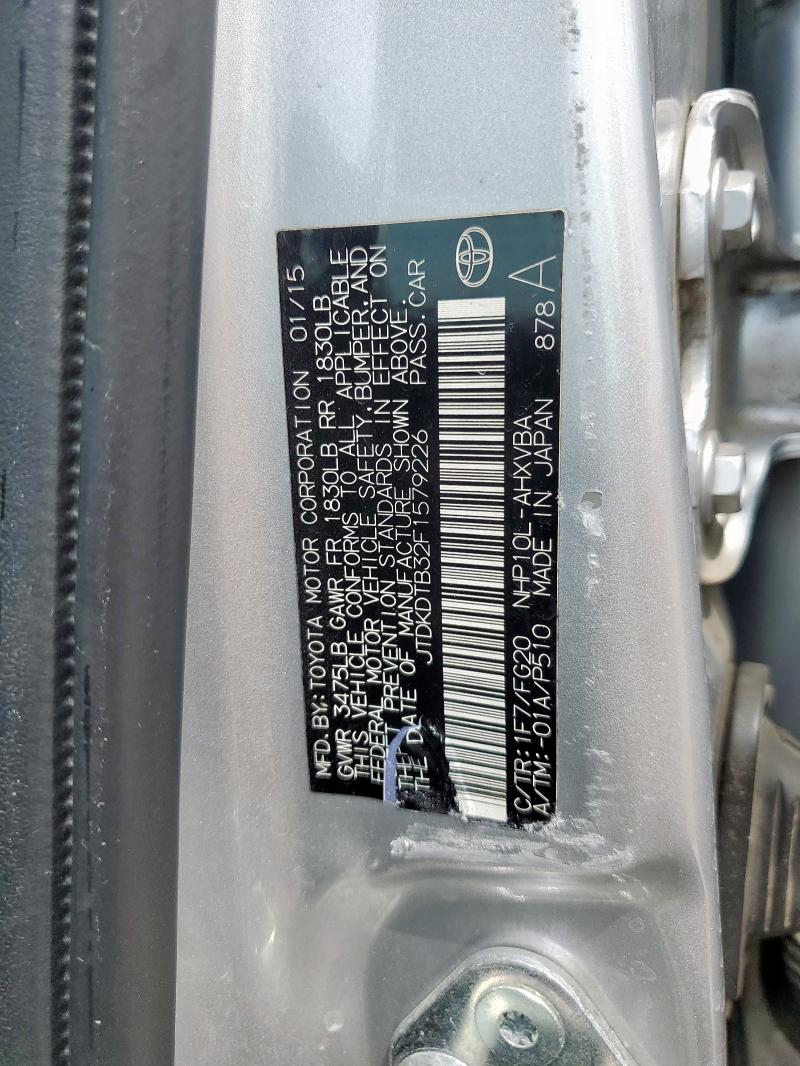 MFD. BY: TOYOTA MOTOR CORPORATION 01/15
GVWR 3475LB GAWR FR 1830LB RR 1830LB
THIS VEHICLE CONFORMS TO ALL APPLICABLE
FEDERAL MOTOR VEHICLE SAFETY, BUMPER, AND
THEFT PREVENTION STANDARDS IN EFFECT ON
THE DATE OF MANUFACTURE SHOWN ABOVE.
JTDKDTB32F1579226 PASS. CAR
C/TR: 1F7/FG20 NHP10L-AHXVBA
A/TM: -01A/P510 MADE IN JAPAN 878 A